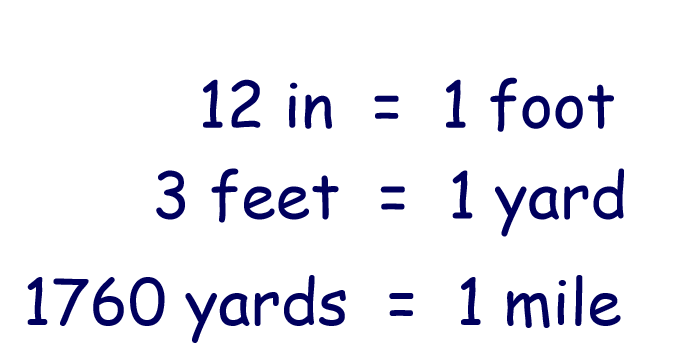 12 in = 1 foot
3 feet = 1 yard
1760 yards = 1 mile